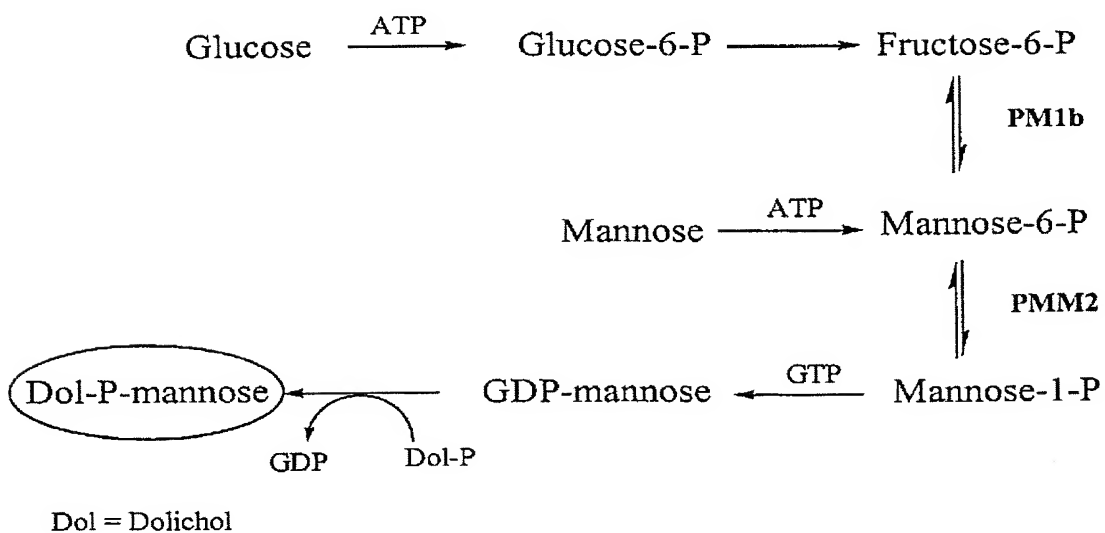 ATP
Glucose Glucose-6-P Fructose-6-P
PM1b
ATP
Mannose Mannose-6-P
PMM2
GTP
Dol-P-mannose GDP-mannose Mannose-1-P
GDP Dol-P
Dol = Dolichol